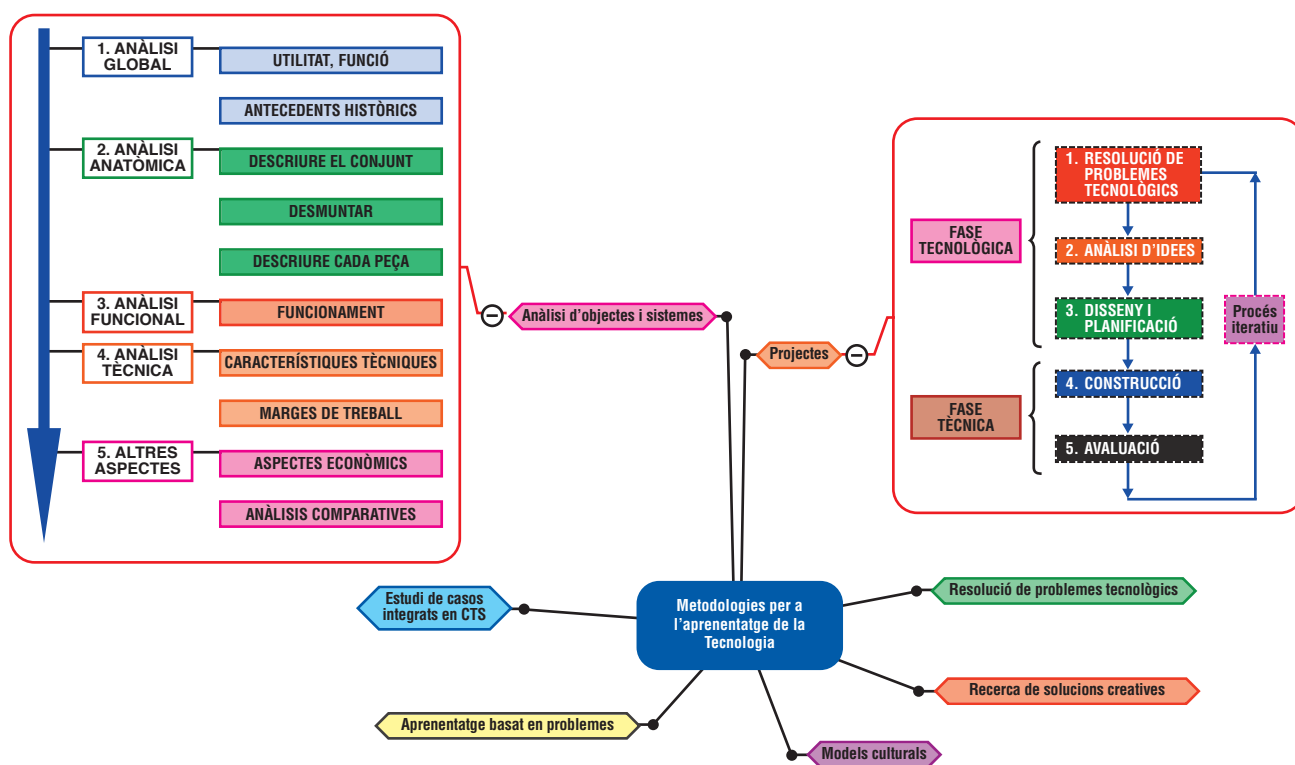 1. ANÀLISI
GLOBAL
UTILITAT, FUNCIÓ
ANTECEDENTS HISTÒRICS
2. ANÀLISI
ANATÒMICA
DESCRIURE EL CONJUNT
DESMUNTAR
DESCRIURE CADA PEÇA
3. ANÀLISI
FUNCIONAL
FUNCIONAMENT
4. ANÀLISI
TÈCNICA
CARACTERÍSTIQUES TÈCNIQUES
MARGES DE TREBALL
5. ALTRES
ASPECTES
ASPECTES ECONÒMICS
ANÀLISIS COMPARATIVES
Anàlisi d’objectes i sistemes
Projectes
FASE
TECNOLÒGICA
1. RESOLUCIÓ DE
PROBLEMES
TECNOLÒGICS
2. ANÀLISI D’IDEES
3. DISSENY I
PLANIFICACIÓ
Procés
iteratiu
FASE
TÈCNICA
4. CONSTRUCCIÓ
5. AVALUACIÓ
Estudi de casos
integrats en CTS
Metodologies per a
l’aprenentatge de la
Tecnologia
Resolució de problemes tecnològics
Recerca de solucions creatives
Aprenentatge basat en problemes
Models culturals